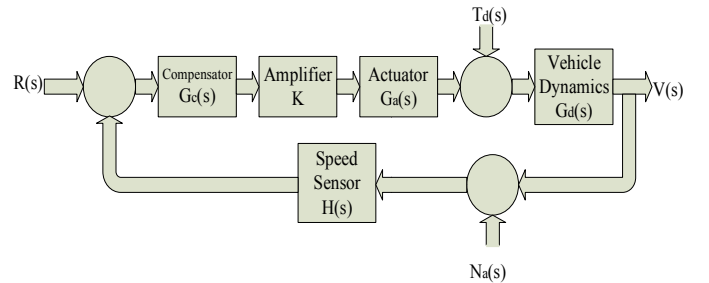 Td(s)
R(s)
Compensator
Gc(s)
Amplifier
K
Actuator
Ga(s)
Vehicle
Dynamics
Gd(s)
V(s)
Speed
Sensor
H(s)
Na(s)